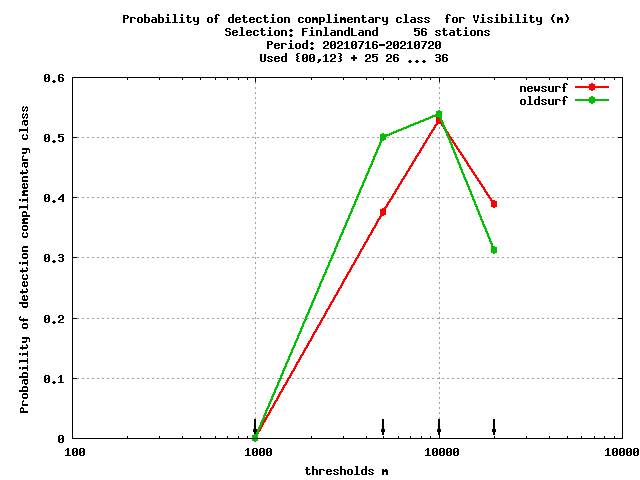 Probability of detection complimentary class  for Visibility (m)
Selection: FinlandLand     56 stations
Period: 20210716-20210720
Used {00,12} + 25 26 ... 36
newsurf
oldsurf
Probability of detection complimentary class
0.6
0.5
0.4
0.3
0.2
0.1
0
100
1000
10000
10000
thresholds m